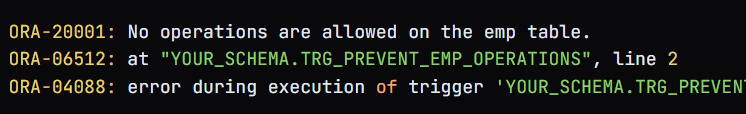 ORA-20001: No operations are allowed on the emp table.
ORA-06512: at "YOUR_SCHEMA.TRG_PREVENT_EMP_OPERATIONS", line 2
ORA-04088: error during execution of trigger 'YOUR_SCHEMA.TRG_PREVENT